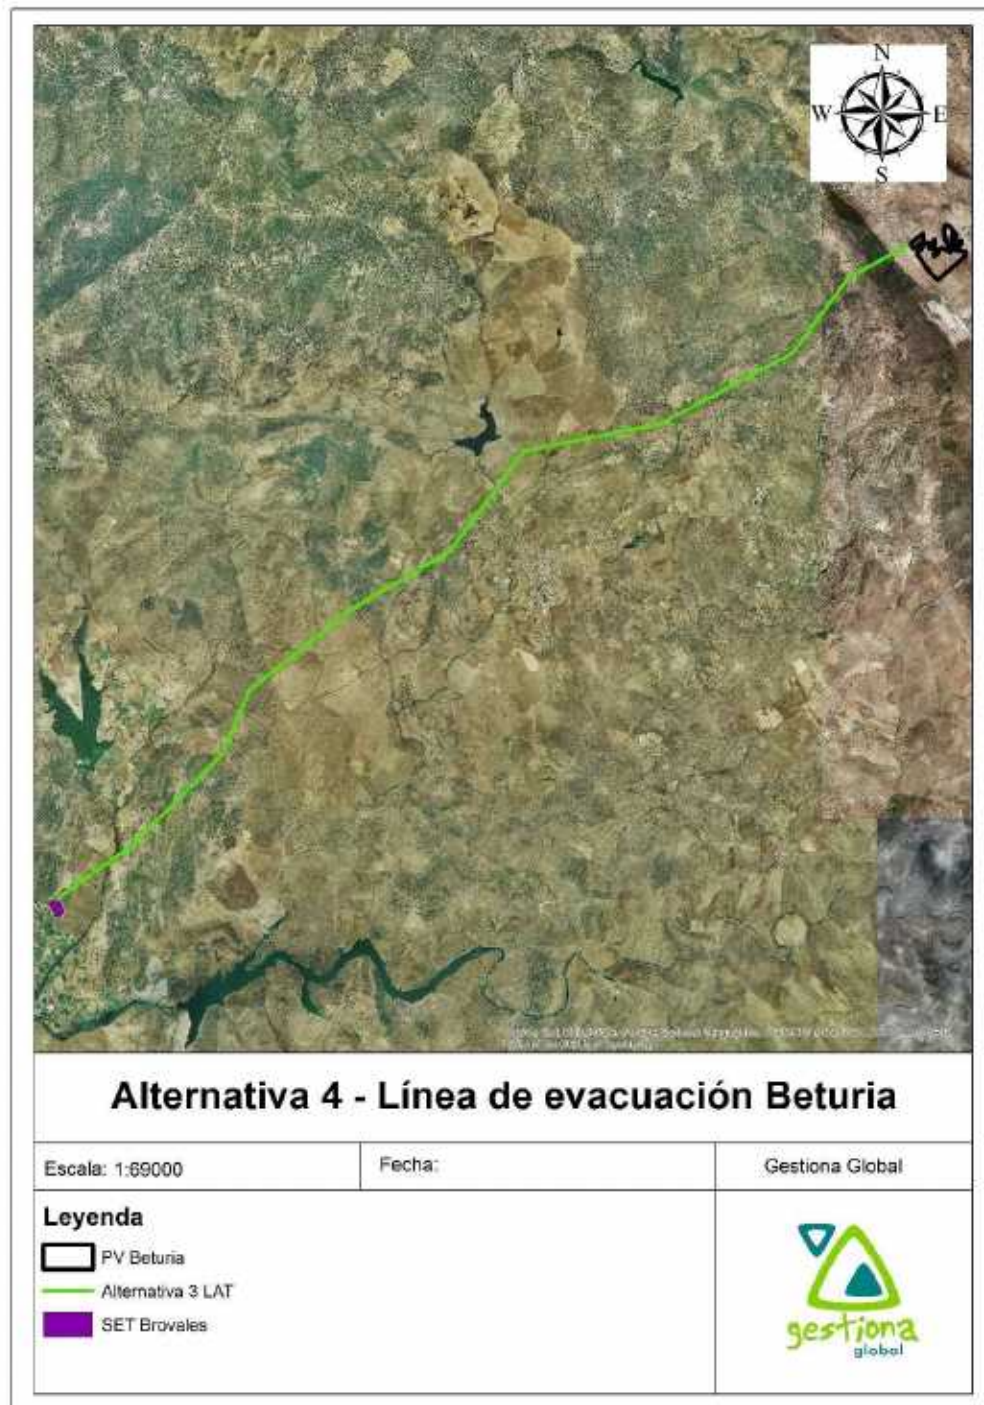 N
W E
S
Alternativa 4 - Línea de evacuación Beturia
Escala: 1:69000
Fecha:
Gestiona Global
Leyenda
PV Beturia
Alternativa 3 LAT
SET Brovales
gestiona
global